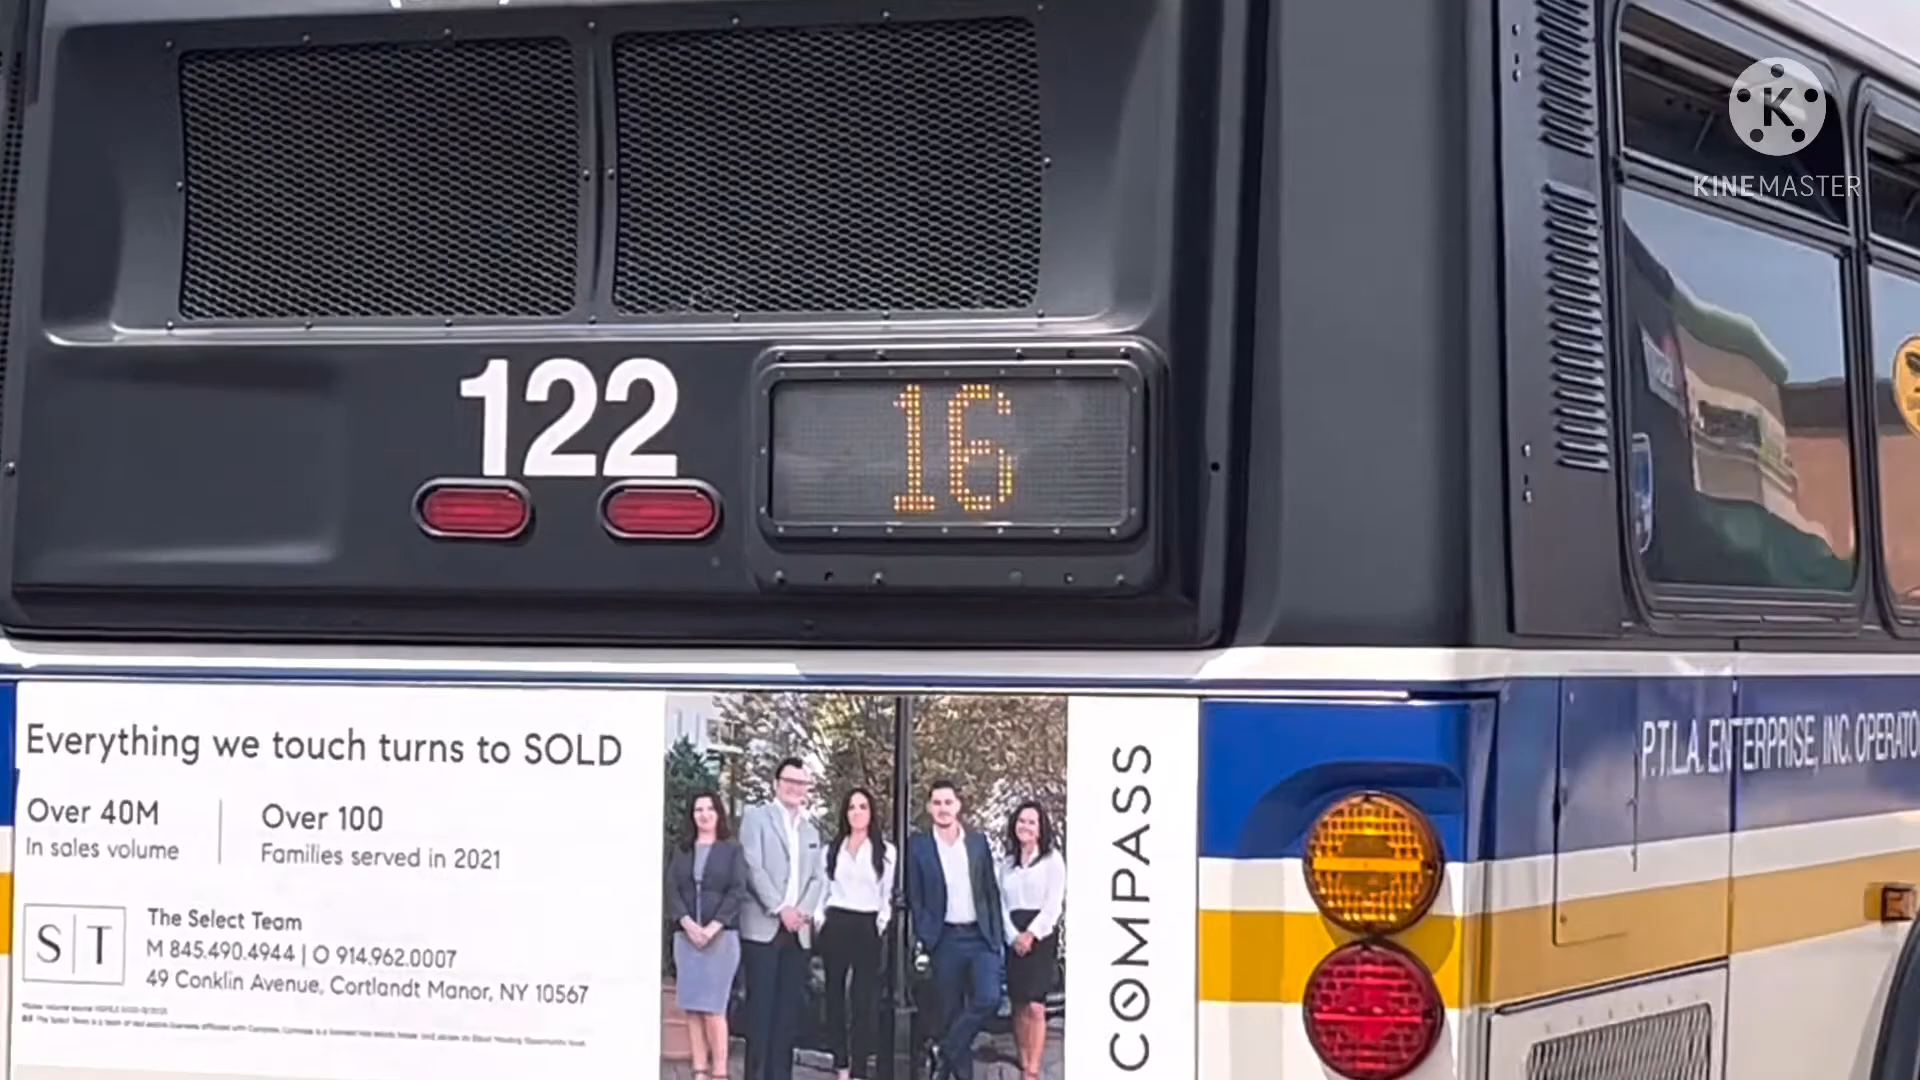 K
KINEMASTER
122
16
P.T.L.A. ENTERPRISE, INC. OPERATO
Everything we touch turns to SOLD
Over 40M
In sales volume
Over 100
Families served in 2021
S|T
The Select Team
M 845.490.4944 | O 914.962.0007
49 Conklin Avenue, Cortlandt Manor, NY 10567
COMPASS